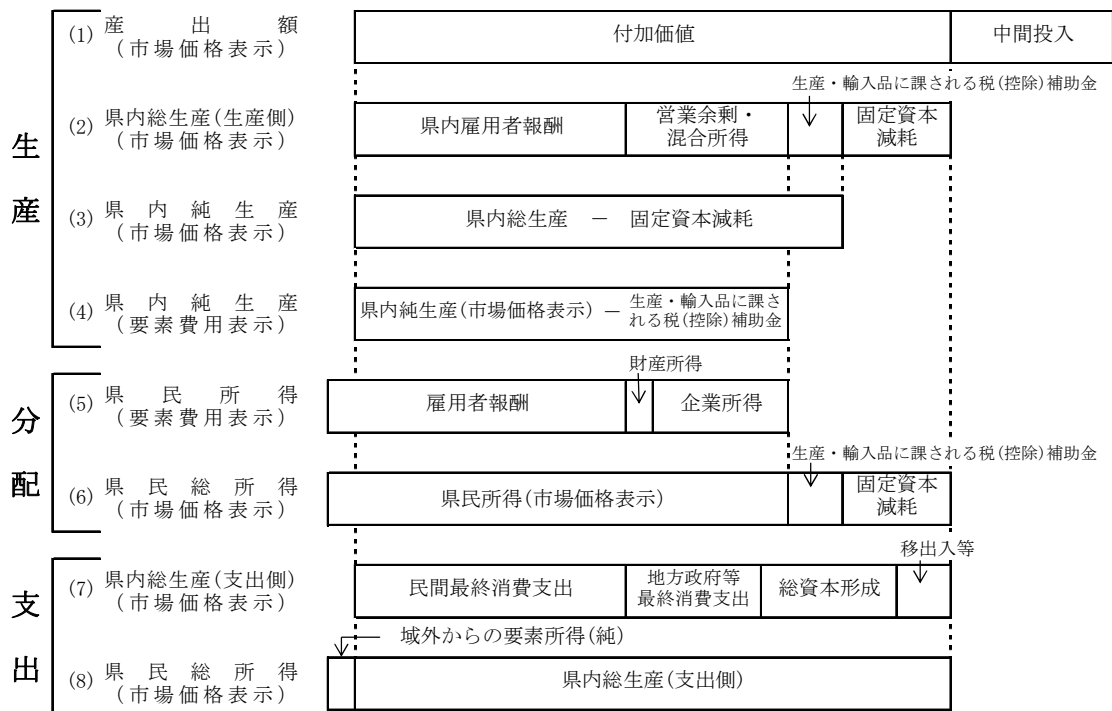 生産
(1) 産出額
(市場価格表示)
付加価値
中間投入
生産・輸入品に課される税(控除)補助金
(2) 県内総生産(生産側)
(市場価格表示)
県内雇用者報酬
営業余剰・
混合所得
固定資本
減耗
(3) 県内純生産
(市場価格表示)
県内総生産 － 固定資本減耗
(4) 県内純生産
(要素費用表示)
県内純生産(市場価格表示) － 生産・輸入品に課さ
れる税(控除)補助金
分配
財産所得
(5) 県民所得
(要素費用表示)
雇用者報酬
企業所得
生産・輸入品に課される税(控除)補助金
(6) 県民総所得
(市場価格表示)
県民所得(市場価格表示)
固定資本
減耗
支出
移出入等
(7) 県内総生産(支出側)
(市場価格表示)
民間最終消費支出
地方政府等
最終消費支出
総資本形成
域外からの要素所得(純)
(8) 県民総所得
(市場価格表示)
県内総生産(支出側)